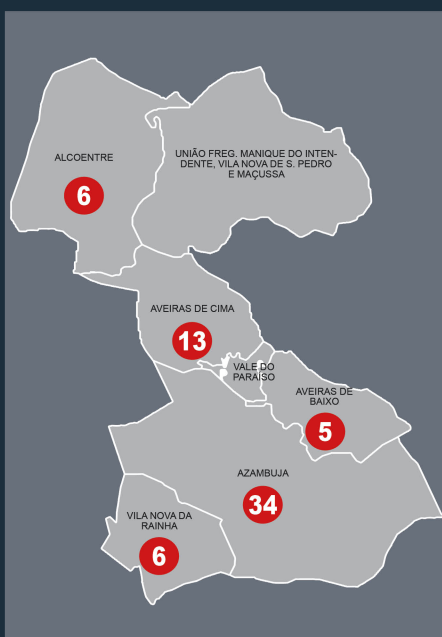 ALCOENTRE
6
UNIÃO FREG. MANIQUE DO INTEN-
DENTE, VILA NOVA DE S. PEDRO
E MAÇUSSA
AVEIRAS DE CIMA
13
VALE DO
PARAÍSO
AVEIRAS DE
BAIXO
5
AZAMBUJA
34
VILA NOVA DA
RAINHA
6